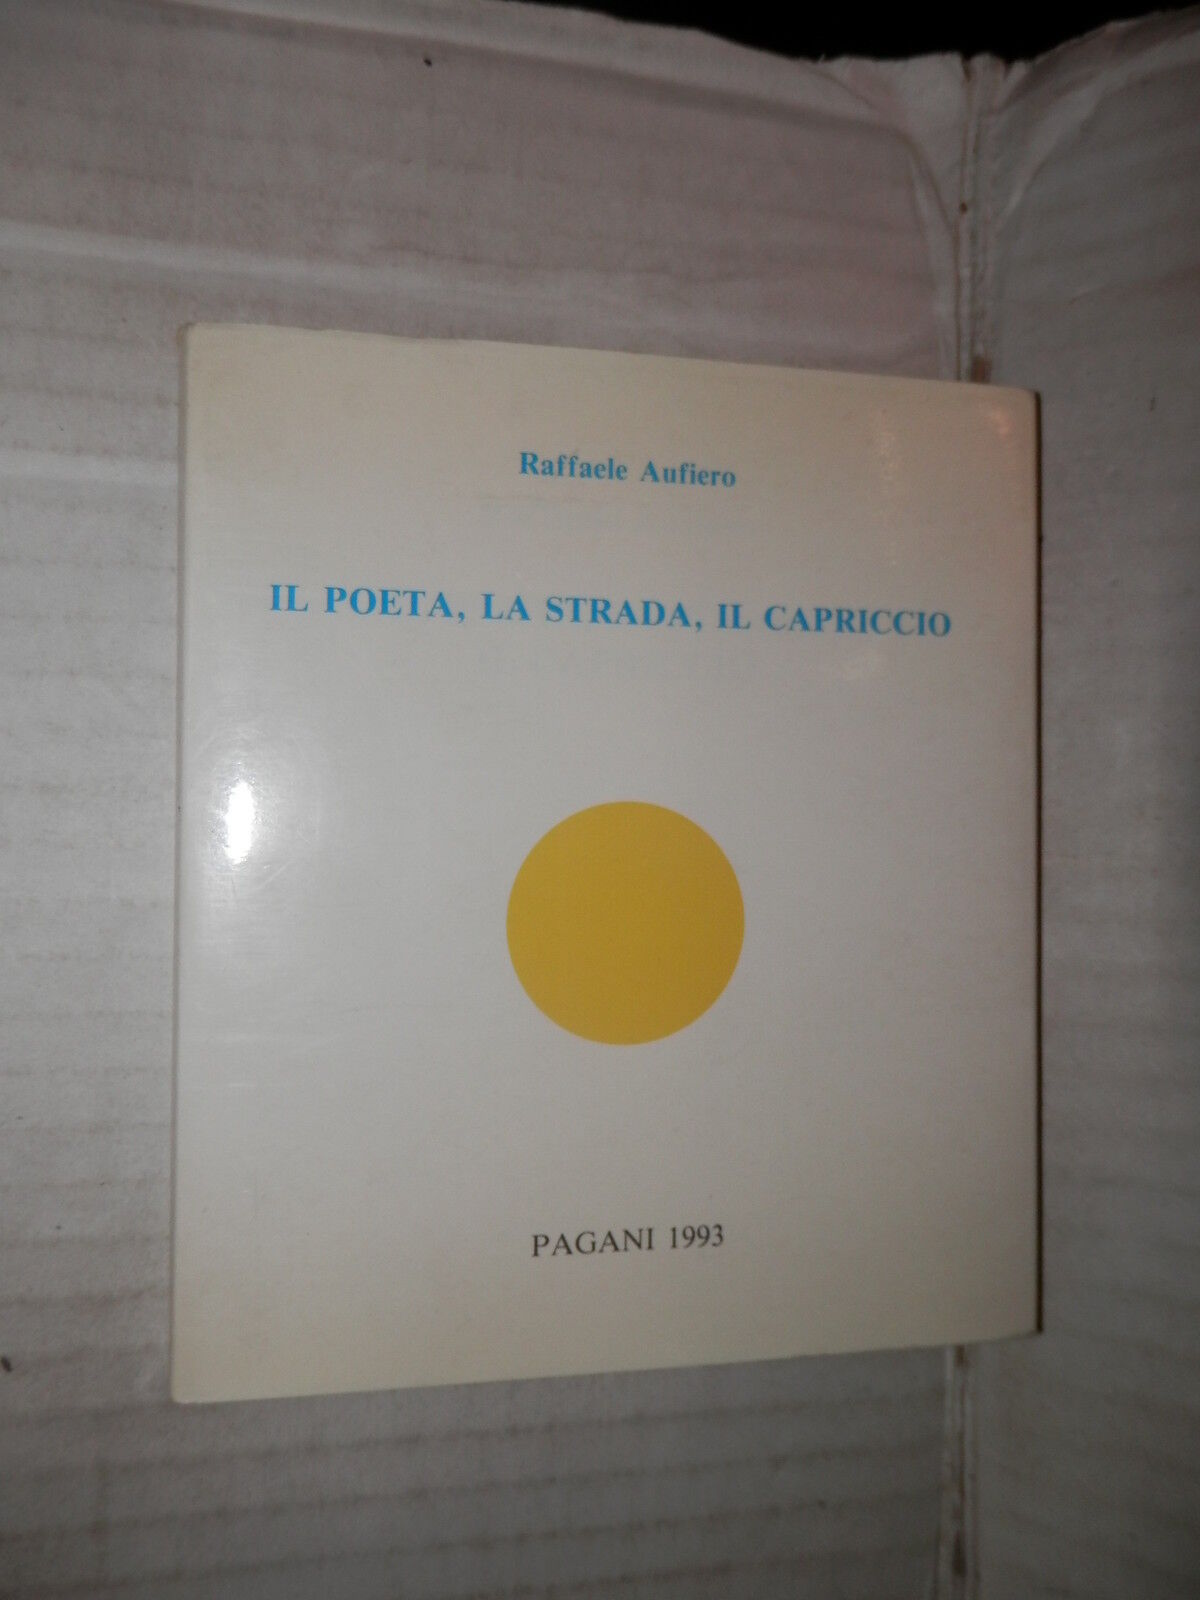 Raffaele Aufiero
IL POETA, LA STRADA, IL CAPRICCIO
PAGANI 1993